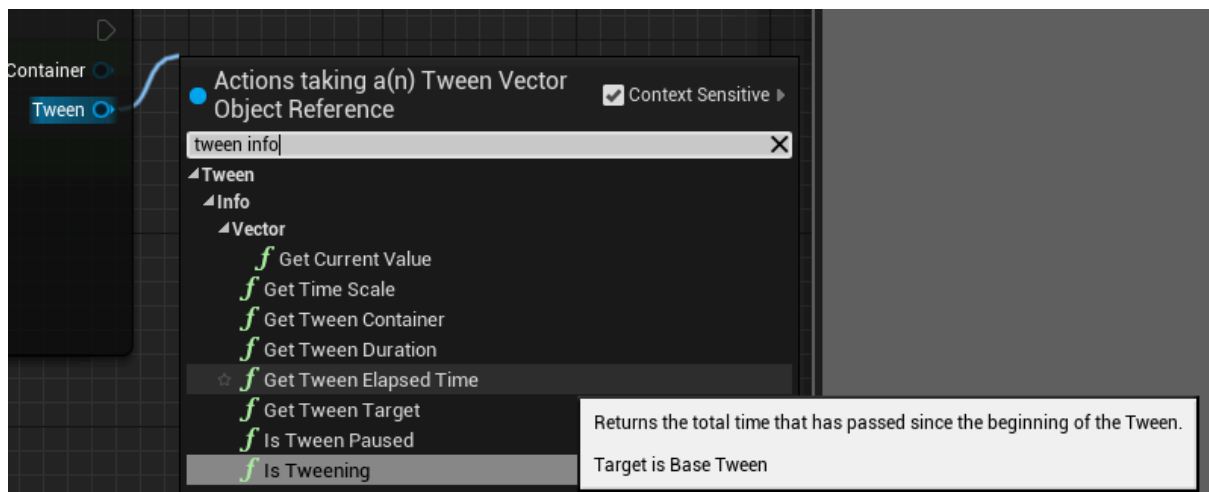 Container
Tween
Actions taking a(n) Tween Vector
Object Reference
Context Sensitive
tween info
Tween
Info
Vector
f Get Current Value
f Get Time Scale
f Get Tween Container
f Get Tween Duration
f Get Tween Elapsed Time
f Get Tween Target
f Is Tween Paused
f Is Tweening
Returns the total time that has passed since the beginning of the Tween.
Target is Base Tween